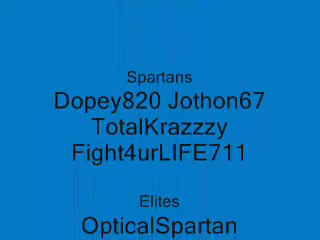 Spartans
Dopey820 Jothon67
TotalKrazzzy
Fight4urLIFE711
Elites
OpticalSpartan